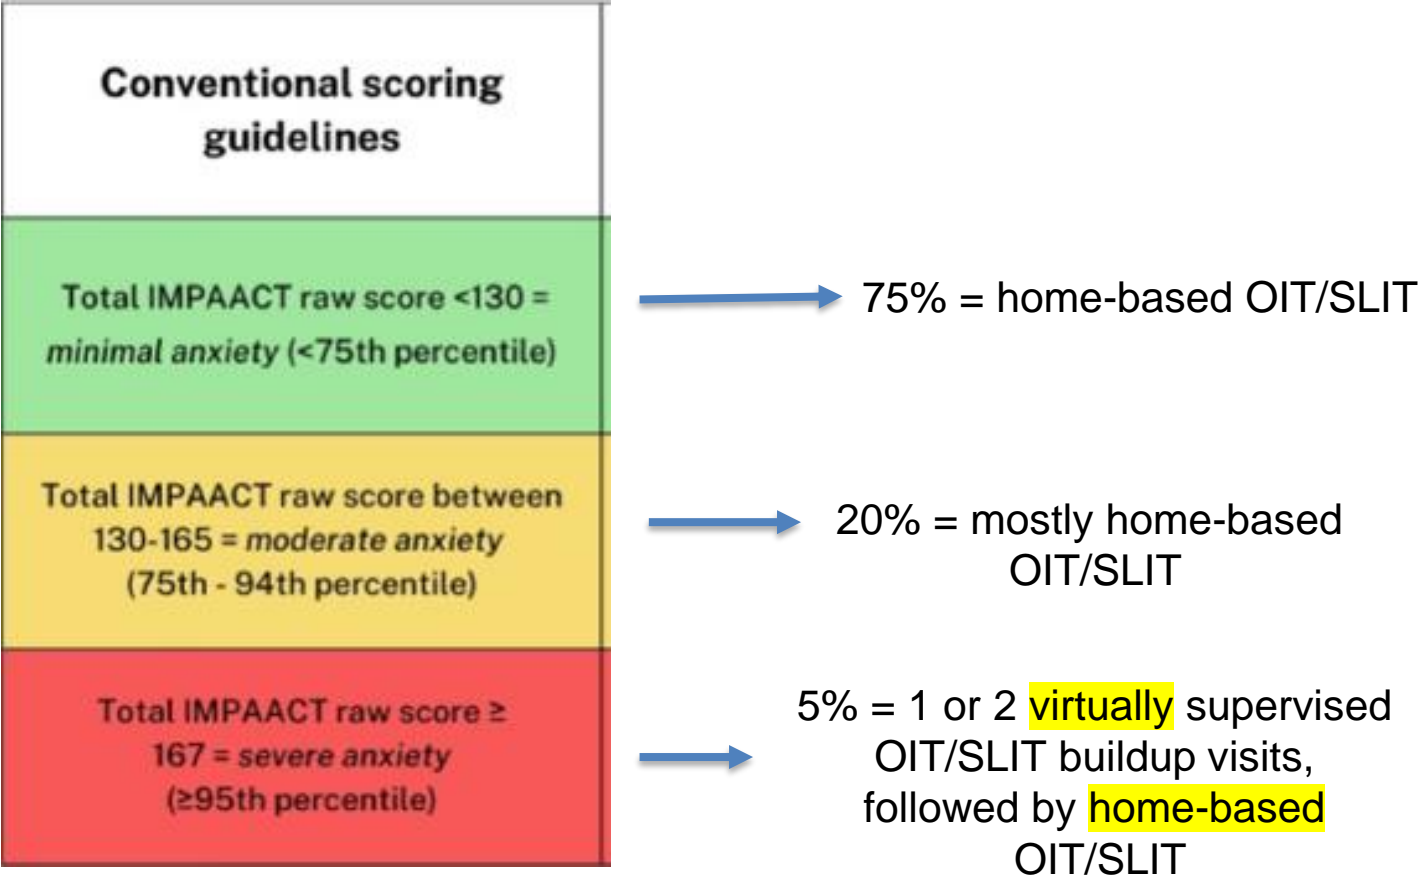 Conventional scoring
guidelines
Total IMPAACT raw score <130 =
minimal anxiety (<75th percentile)
75% = home-based OIT/SLIT
Total IMPAACT raw score between
130-165 = moderate anxiety
(75th - 94th percentile)
20% = mostly home-based
OIT/SLIT
Total IMPAACT raw score ≥
167 = severe anxiety
(≥95th percentile)
5% = 1 or 2 virtually supervised
OIT/SLIT buildup visits,
followed by home-based
OIT/SLIT